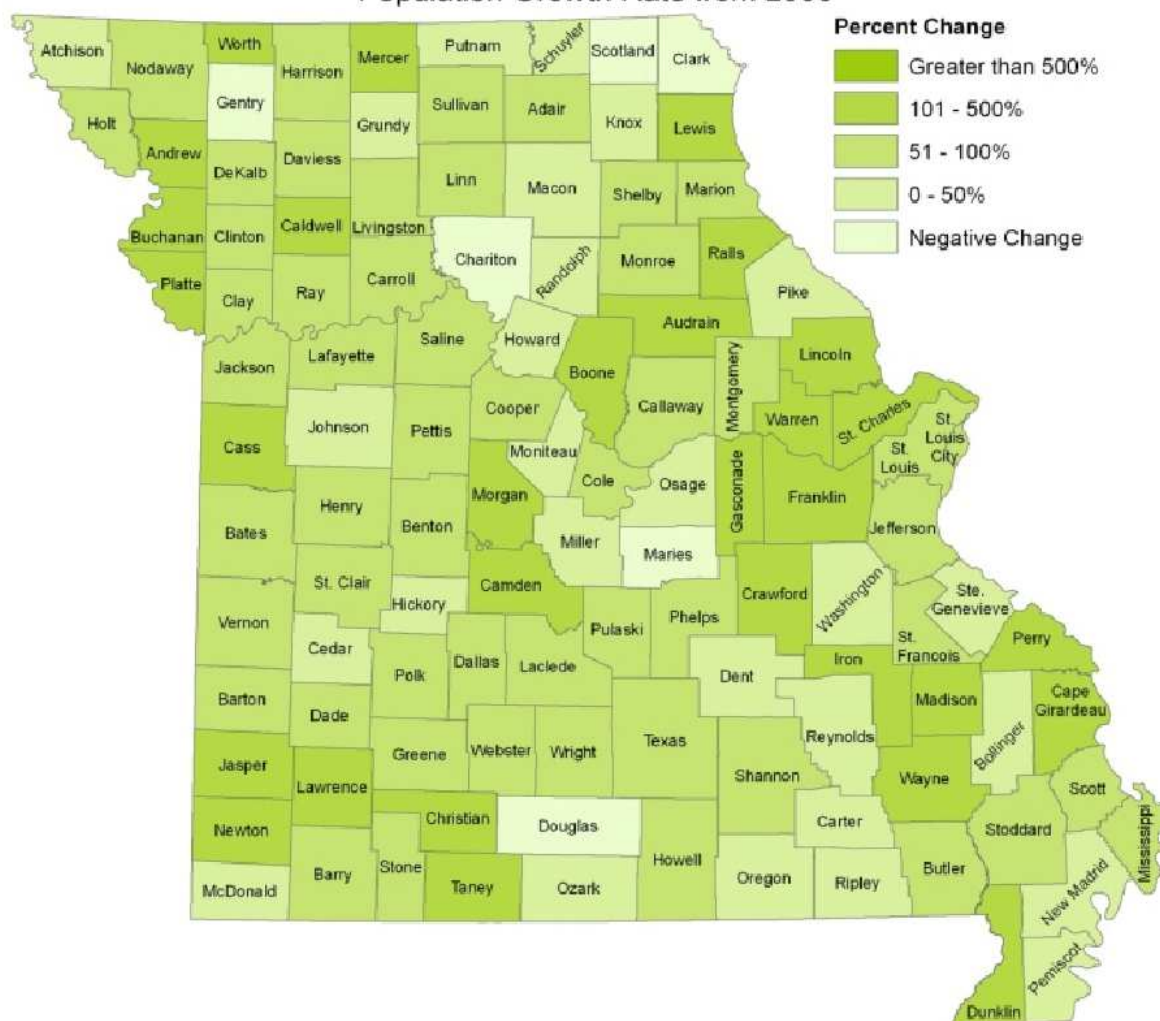 Population Growth Rate from 2000
Percent Change
Greater than 500%
101 - 500%
51 - 100%
0 - 50%
Negative Change
Atchison
Nodaway
Worth
Harrison
Mercer
Putnam
Schuyler
Scotland
Clark
Gentry
Holt
Andrew
DeKalb
Daviess
Grundy
Sullivan
Adair
Knox
Lewis
Linn
Macon
Shelby
Marion
Buchanan
Clinton
Caldwell
Livingston
Chariton
Randolph
Monroe
Ralls
Platte
Clay
Ray
Carroll
Pike
Audrain
Jackson
Lafayette
Saline
Howard
Boone
Callaway
Montgomery
Lincoln
Cass
Johnson
Pettis
Cooper
Moniteau
Warren
St. Charles
St.
Louis
City
St.
Louis
Morgan
Cole
Osage
Gasconade
Franklin
Bates
Henry
Benton
Miller
Maries
Jefferson
St. Clair
Hickory
Camden
Crawford
Washington
Ste.
Genevieve
Vernon
Cedar
Polk
Dallas
Laclede
Pulaski
Phelps
Dent
Iron
St.
Francois
Perry
Barton
Dade
Greene
Webster
Wright
Texas
Shannon
Reynolds
Madison
Bollinger
Cape
Girardeau
Jasper
Lawrence
Wayne
Scott
Newton
Christian
Douglas
Carter
Stoddard
Mississippi
McDonald
Barry
Stone
Taney
Ozark
Howell
Oregon
Ripley
Butler
New Madrid
Pemiscot
Dunklin